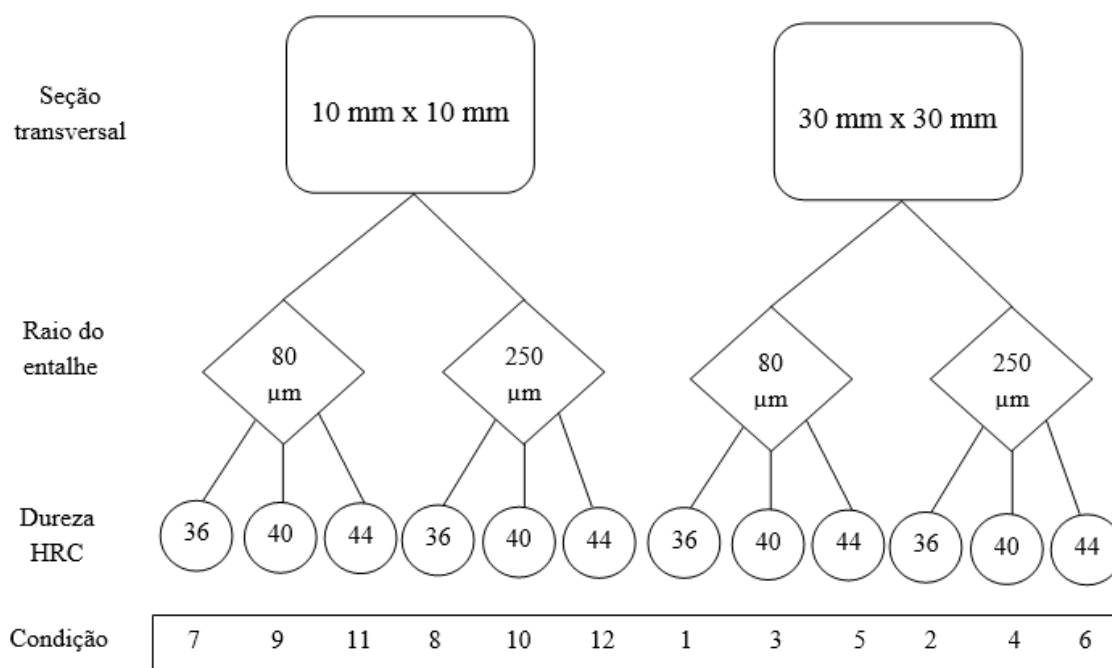 Seção
transversal
10 mm x 10 mm
30 mm x 30 mm
Raio do
entalhe
80
µm
250
µm
80
µm
250
µm
Dureza
HRC
36 40 44 36 40 44 36 40 44 36 40 44
Condição 7 9 11 8 10 12 1 3 5 2 4 6